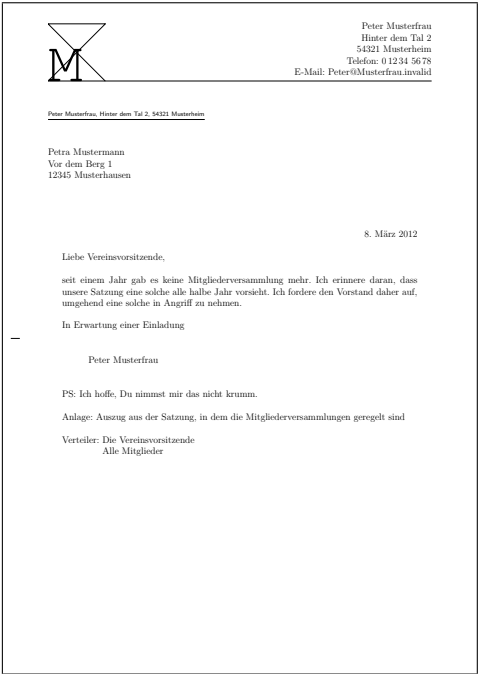 M
Peter Musterfrau
Hinter dem Tal 2
54321 Musterheim
Telefon: 0 12 34 56 78
E-Mail: Peter@Musterfrau.invalid
Peter Musterfrau, Hinter dem Tal 2, 54321 Musterheim
Petra Mustermann
Vor dem Berg 1
12345 Musterhausen
8. März 2012
Liebe Vereinsvorsitzende,
seit einem Jahr gab es keine Mitgliederversammlung mehr. Ich erinnere daran, dass
unsere Satzung eine solche alle halbe Jahr vorsieht. Ich fordere den Vorstand daher auf,
umgehend eine solche in Angriff zu nehmen.
In Erwartung einer Einladung
Peter Musterfrau
PS: Ich hoffe, Du nimmst mir das nicht krumm.
Anlage: Auszug aus der Satzung, in dem die Mitgliederversammlungen geregelt sind
Verteiler: Die Vereinsvorsitzende
Alle Mitglieder